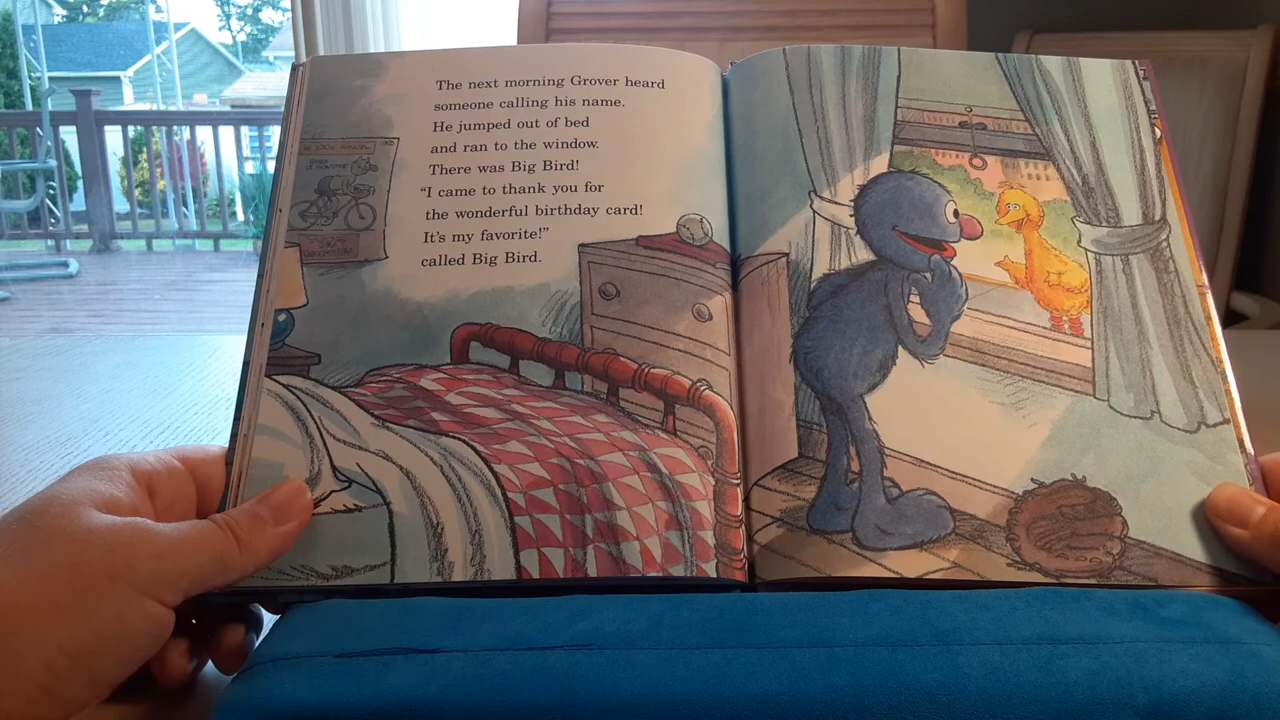 The next morning Grover heard
someone calling his name.
He jumped out of bed
and ran to the window.
There was Big Bird!
“I came to thank you for
the wonderful birthday card!
It’s my favorite!”
called Big Bird.